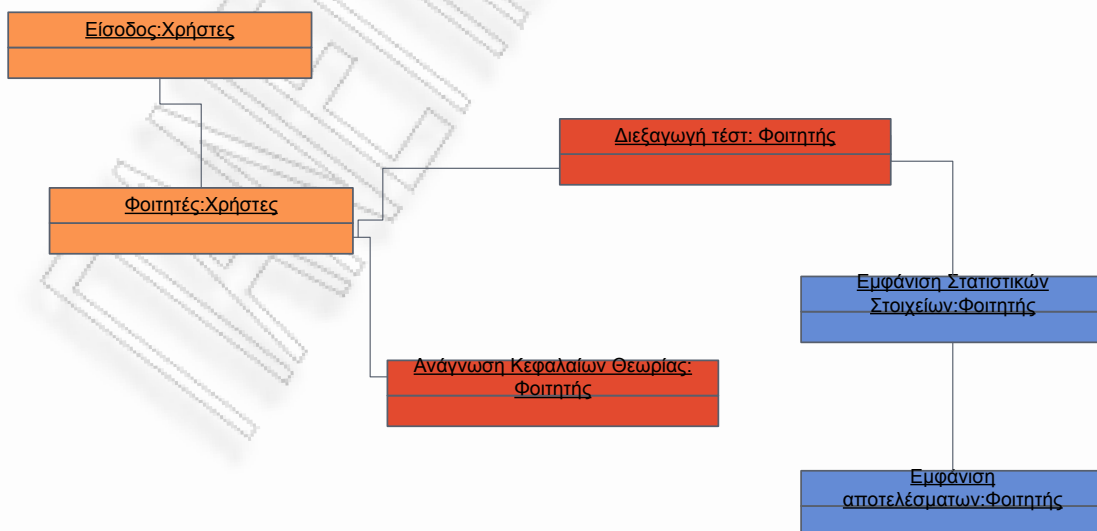 Είσοδος:Χρήστες
Διεξαγωγή τέστ: Φοιτητής
Φοιτητές:Χρήστες
Εμφάνιση Στατιστικών
Στοιχείων:Φοιτητής
Ανάγνωση Κεφαλαίων Θεωρίας:
Φοιτητής
Εμφάνιση
αποτελέσματων:Φοιτητής